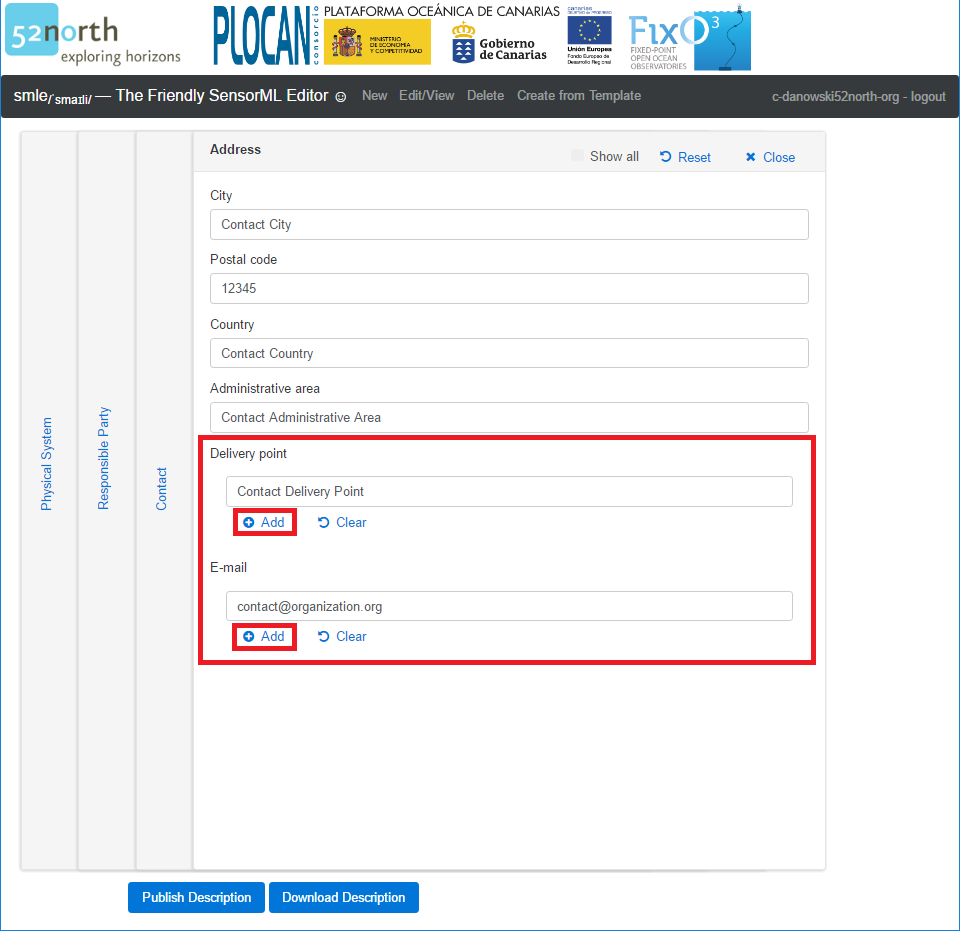 52north
exploring horizons
PLOCAN
consorcio
PLATAFORMA OCEÁNICA DE CANARIAS
MINISTERIO
DE ECONOMÍA
Y COMPETITIVIDAD
Gobierno
de Canarias
canarias
Unión Europea
Fondo Europeo de
Desarrollo Regional
FixO3
FIXED-POINT
OPEN OCEAN
OBSERVATORIES
smle/ˈsmaɪli/ — The Friendly SensorML Editor ☺ New Edit/View Delete Create from Template c-danowski52north-org - logout
Physical System
Responsible Party
Contact
Address
Show all Reset Close
City
Contact City
Postal code
12345
Country
Contact Country
Administrative area
Contact Administrative Area
Delivery point
Contact Delivery Point
Add Clear
E-mail
contact@organization.org
Add Clear
Publish Description Download Description